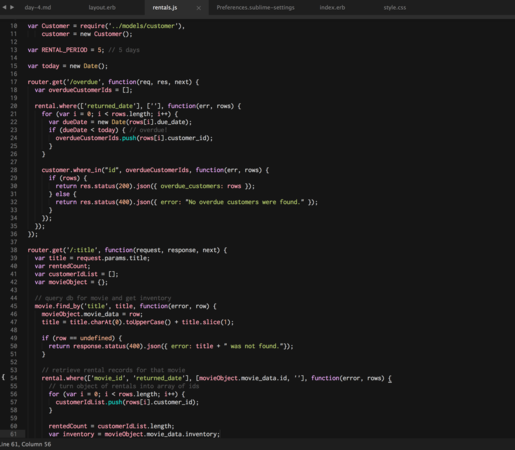 day-4.md layout.erb rentals.js × Preferences.sublime-settings index.erb style.css
10 var Customer = require('../models/customer'),
11 customer = new Customer();
12
13 var RENTAL_PERIOD = 5; // 5 days
14
15 var today = new Date();
16
17 router.get('/overdue', function(req, res, next) {
18 var overdueCustomerIds = [];
19
20 rental.where(['returned_date'], [''], function(err, rows) {
21 for (var i = 0; i < rows.length; i++) {
22 var dueDate = new Date(rows[i].due_date);
23 if (dueDate < today) { // overdue!
24 overdueCustomerIds.push(rows[i].customer_id);
25 }
26 }
27
28 customer.where_in("id", overdueCustomerIds, function(err, rows) {
29 if (rows) {
30 return res.status(200).json({ overdue_customers: rows });
31 } else {
32 return res.status(400).json({ error: "No overdue customers were found." });
33 }
34 });
35 });
36 });
37
38 router.get('/:title', function(request, response, next) {
39 var title = request.params.title;
40 var rentedCount;
41 var customerIdList = [];
42 var movieObject = {};
43
44 // query db for movie and get inventory
45 movie.find_by('title', title, function(error, row) {
46 movieObject.movie_data = row;
47 title = title.charAt(0).toUpperCase() + title.slice(1);
48
49 if (row == undefined) {
50 return response.status(400).json({ error: title + " was not found."});
51 }
52
53 // retrieve rental records for that movie
54 rental.where(['movie_id', 'returned_date'], [movieObject.movie_data.id, ''], function(error, rows) {
55 // turn object of rentals into array of ids
56 for (var i = 0; i < rows.length; i++) {
57 customerIdList.push(rows[i].customer_id);
58 }
59
60 rentedCount = customerIdList.length;
61 var inventory = movieObject.movie_data.inventory;
Line 61, Column 56